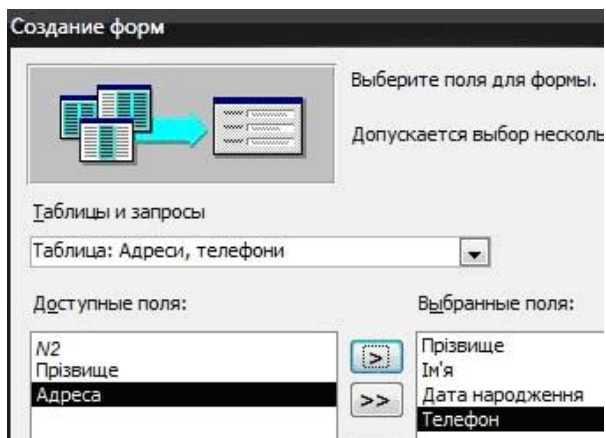 Создание форм
Выберите поля для формы.
Допускается выбор несколь
Таблицы и запросы
Таблица: Адреси, телефони
Доступные поля:
Выбранные поля:
N2
Прізвище
Адреса
>
>>
Прізвище
Ім'я
Дата народження
Телефон